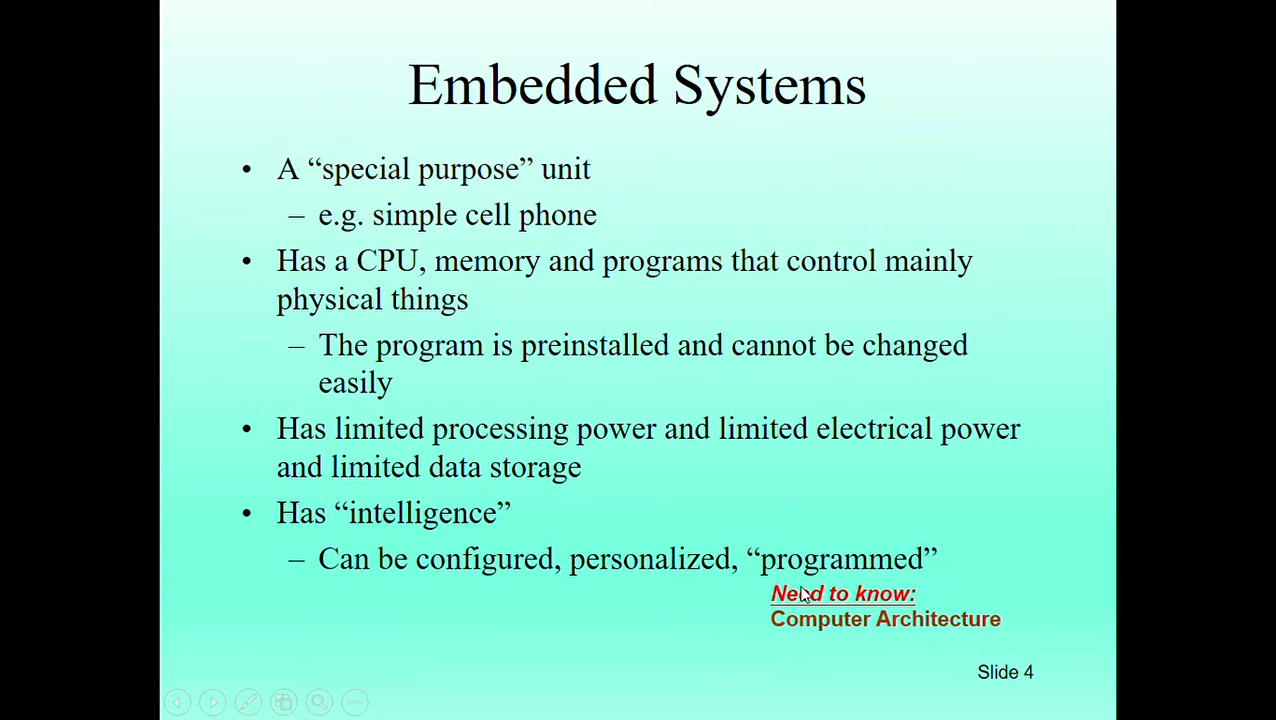 Embedded Systems
• A “special purpose” unit
– e.g. simple cell phone
• Has a CPU, memory and programs that control mainly
physical things
– The program is preinstalled and cannot be changed
easily
• Has limited processing power and limited electrical power
and limited data storage
• Has “intelligence”
– Can be configured, personalized, “programmed”
Need to know:
Computer Architecture
Slide 4